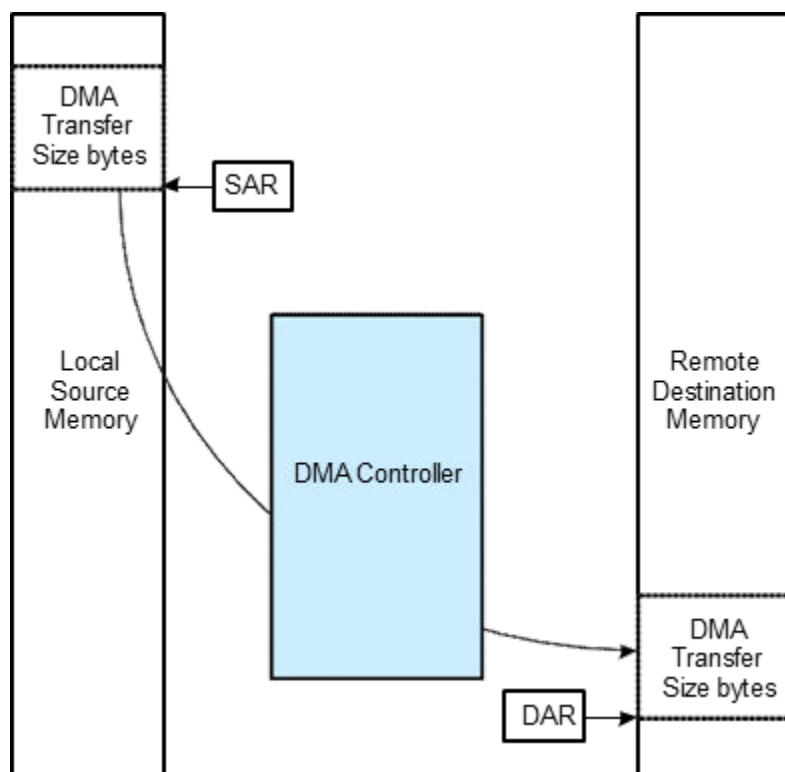 DMA
Transfer
Size bytes
SAR
Local
Source
Memory
DMA Controller
Remote
Destination
Memory
DMA
Transfer
Size bytes
DAR